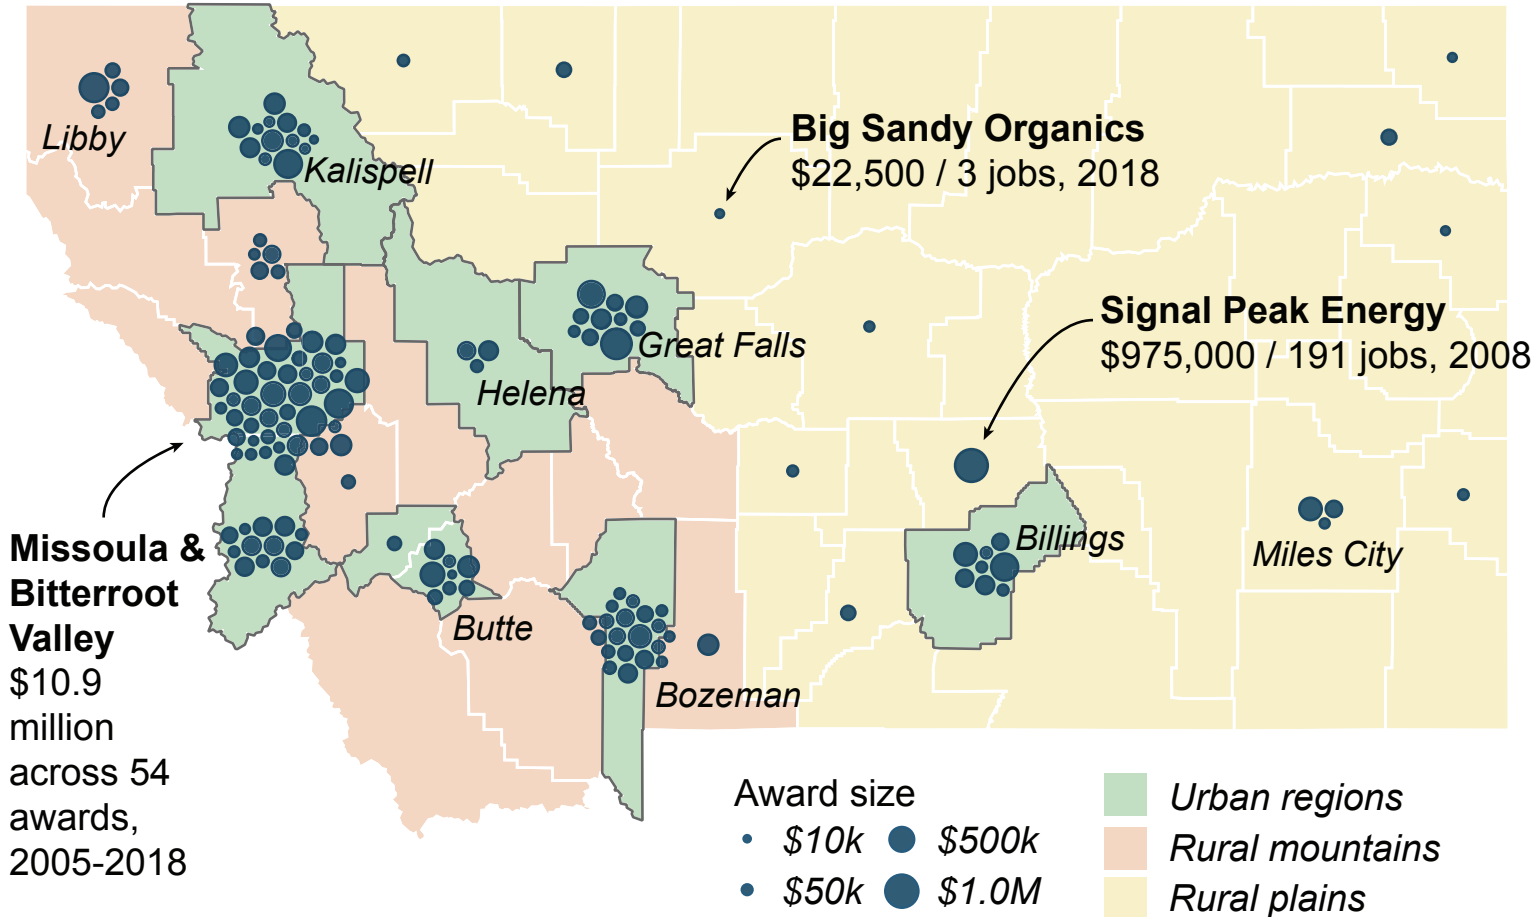 Libby
Kalispell
Big Sandy Organics
$22,500 / 3 jobs, 2018
Signal Peak Energy
$975,000 / 191 jobs, 2008
Great Falls
Helena
Missoula &
Bitterroot
Valley
$10.9
million
across 54
awards,
2005-2018
Butte
Bozeman
Billings
Miles City
Award size
$10k
$500k
$50k
$1.0M
Urban regions
Rural mountains
Rural plains